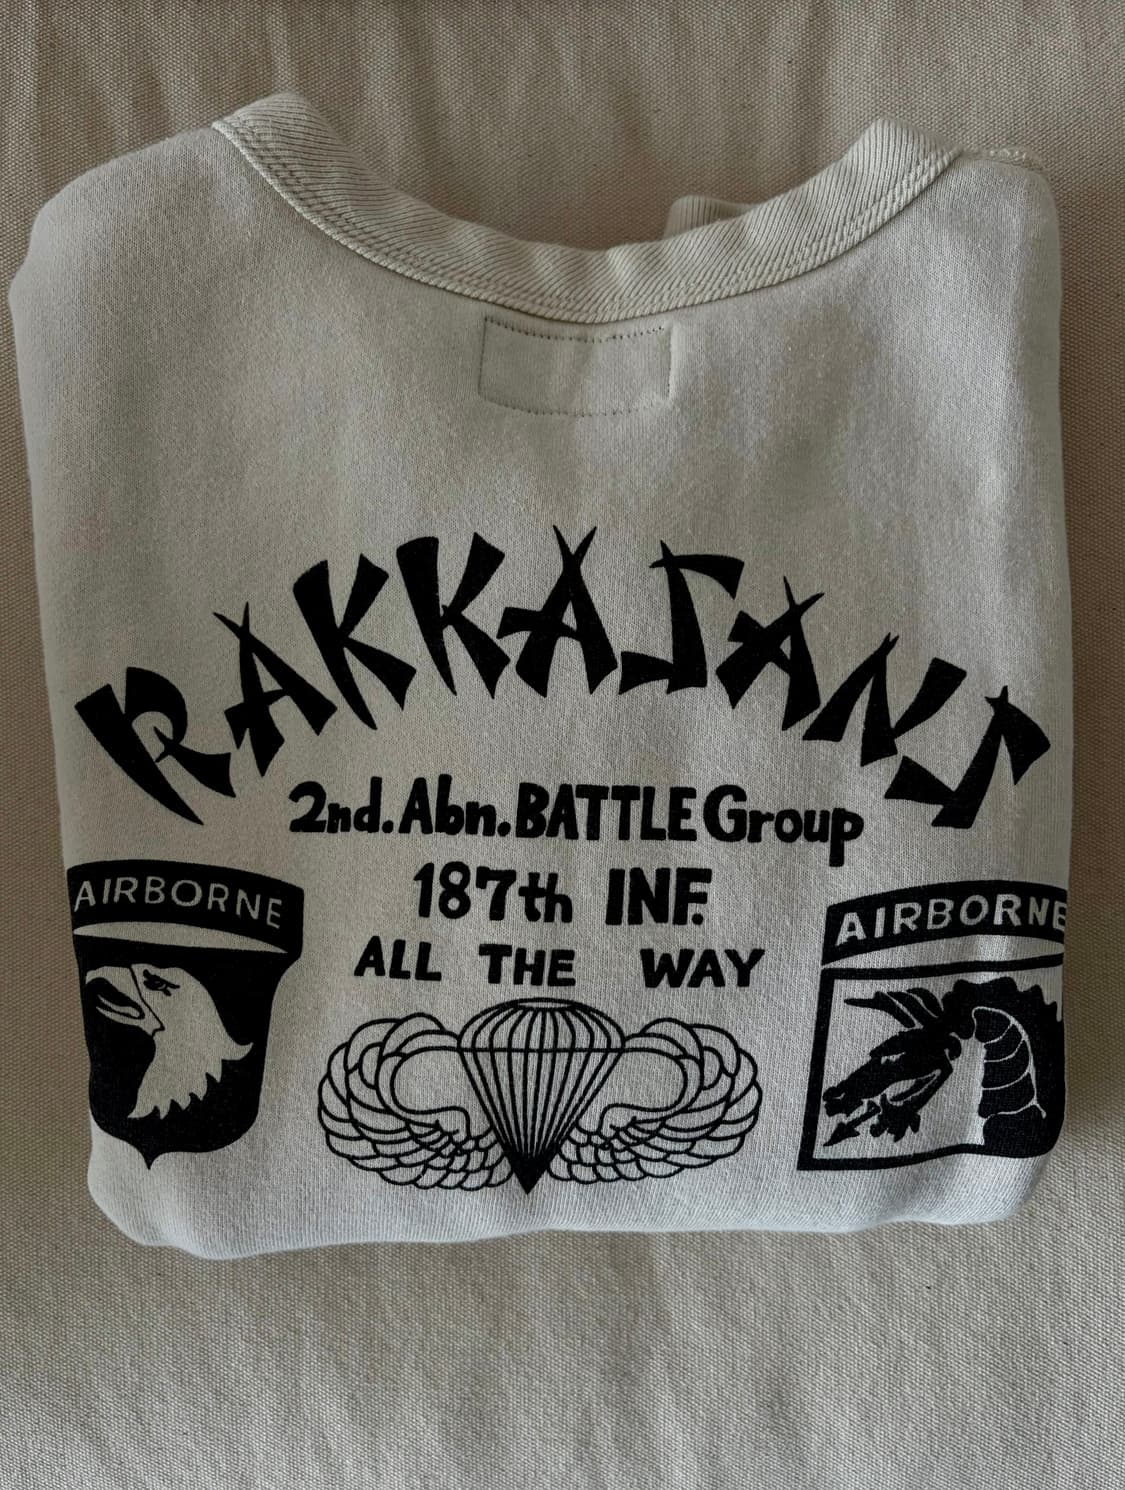 RAKKASANS
2nd. Abn. BATTLE Group
187th INF.
ALL THE WAY
AIRBORNE
AIRBORNE